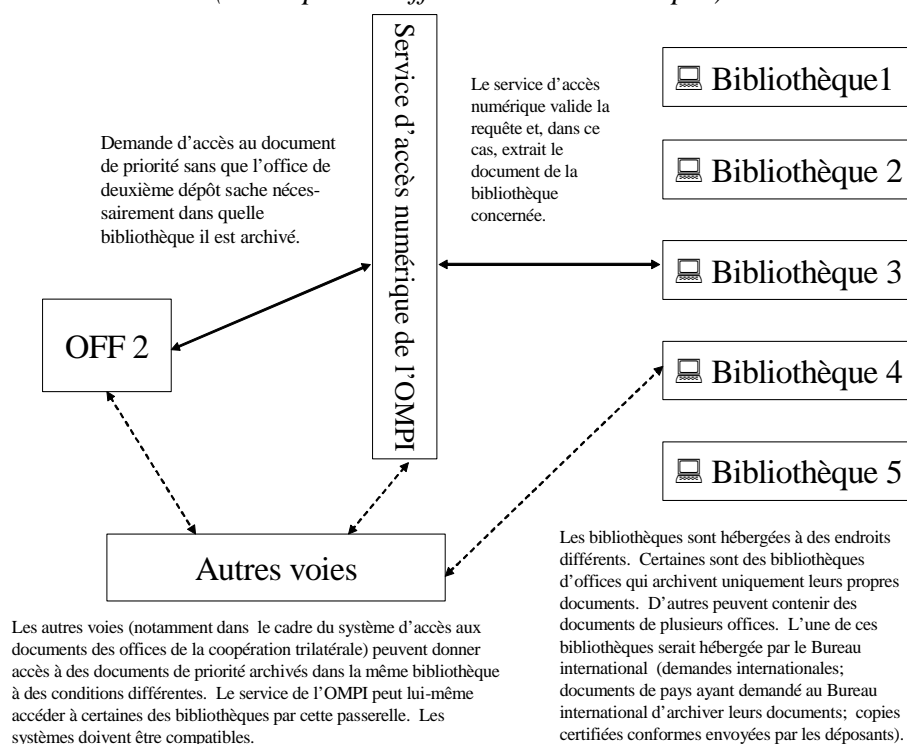 Service d'accès numérique de l'OMPI
Demande d'accès au document
de priorité sans que l'office de
deuxième dépôt sache néces-
sairement dans quelle
bibliothèque il est archivé.
Le service d'accès
numérique valide la
requête et, dans ce
cas, extrait le
document de la
bibliothèque
concernée.
Bibliothèque1
Bibliothèque 2
Bibliothèque 3
Bibliothèque 4
Bibliothèque 5
OFF 2
Autres voies
Les autres voies (notamment dans le cadre du système d'accès aux
documents des offices de la coopération trilatérale) peuvent donner
accès à des documents de priorité archivés dans la même bibliothèque
à des conditions différentes. Le service de l'OMPI peut lui-même
accéder à certaines des bibliothèques par cette passerelle. Les
systèmes doivent être compatibles.
Les bibliothèques sont hébergées à des endroits
différents. Certaines sont des bibliothèques
d'offices qui archivent uniquement leurs propres
documents. D'autres peuvent contenir des
documents de plusieurs offices. L'une de ces
bibliothèques serait hébergée par le Bureau
international (demandes internationales;
documents de pays ayant demandé au Bureau
international d'archiver leurs documents; copies
certifiées conformes envoyées par les déposants).